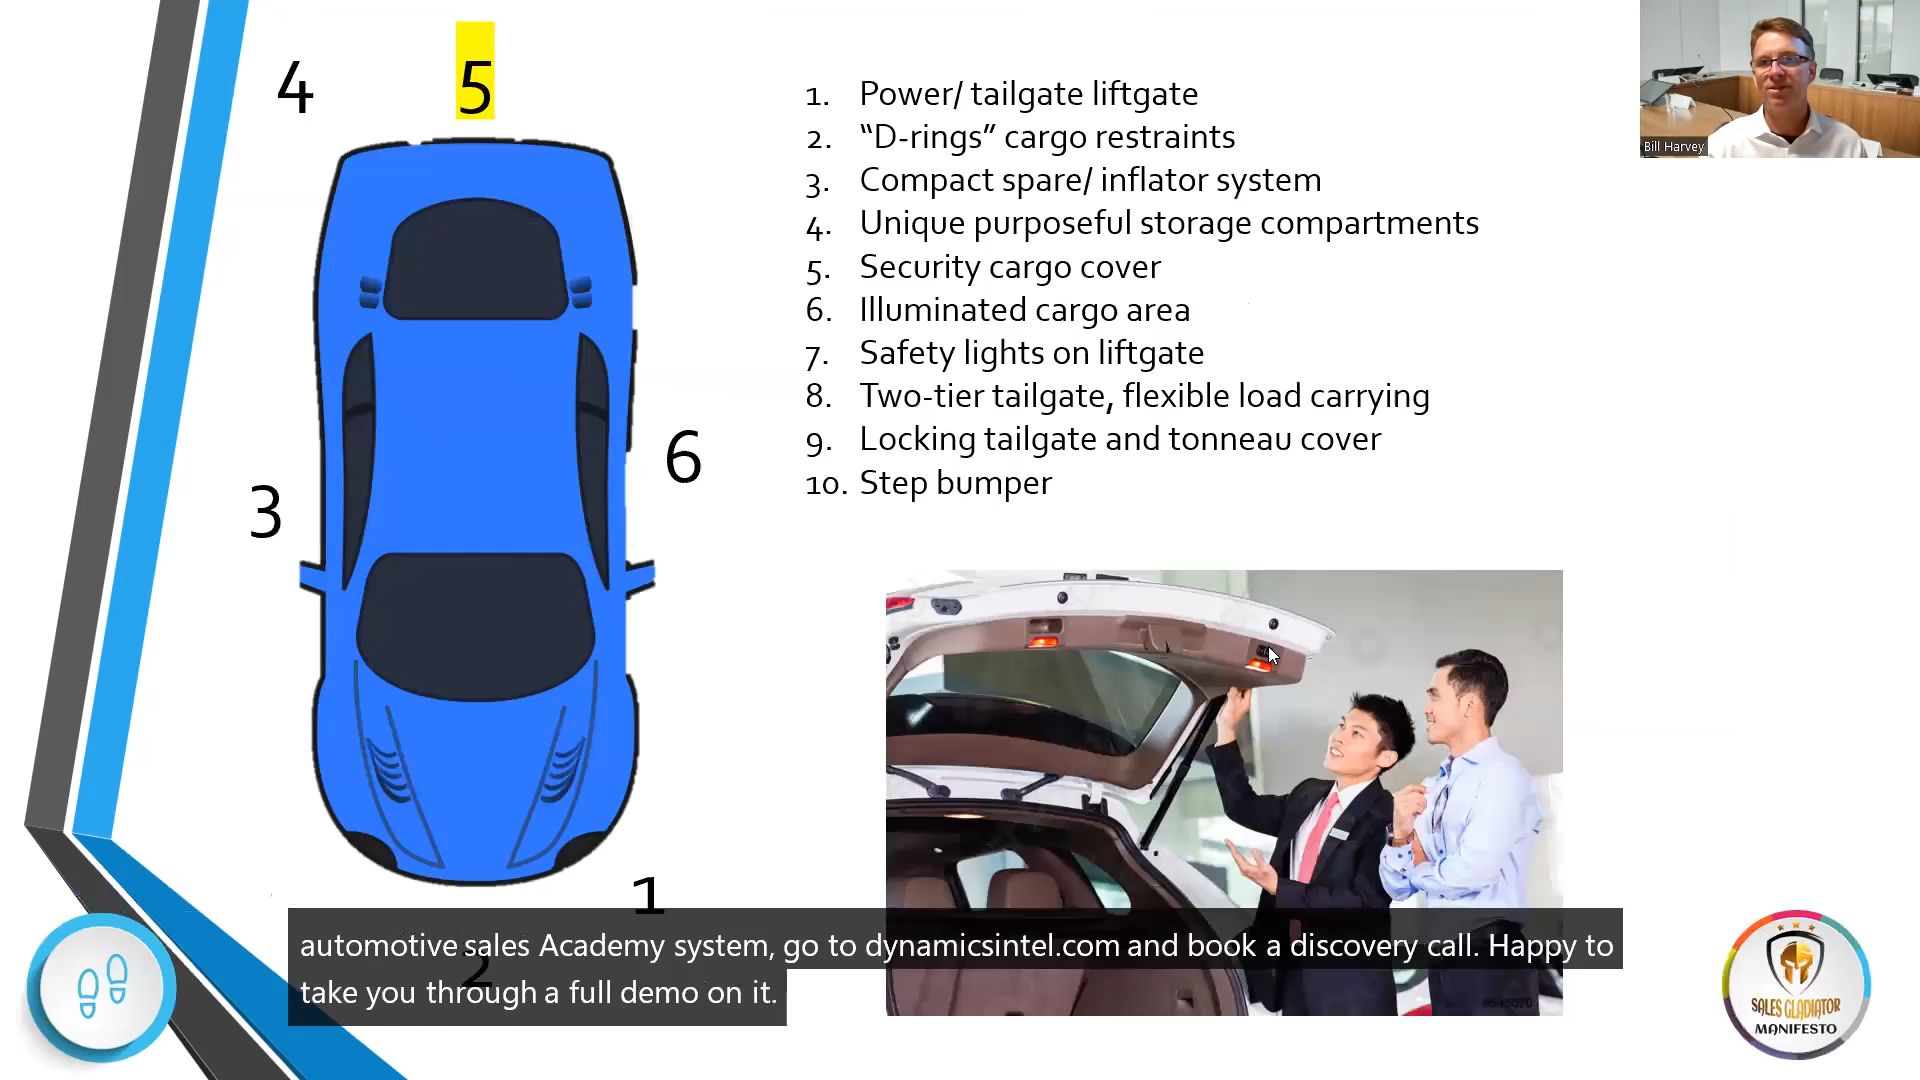 4
5
3
6
1
2
1. Power/ tailgate liftgate
2. “D-rings” cargo restraints
3. Compact spare/ inflator system
4. Unique purposeful storage compartments
5. Security cargo cover
6. Illuminated cargo area
7. Safety lights on liftgate
8. Two-tier tailgate, flexible load carrying
9. Locking tailgate and tonneau cover
10. Step bumper
Bill Harvey
automotive sales Academy system, go to dynamicsintel.com and book a discovery call. Happy to
take you through a full demo on it.
SALES GLADIATOR
MANIFESTO